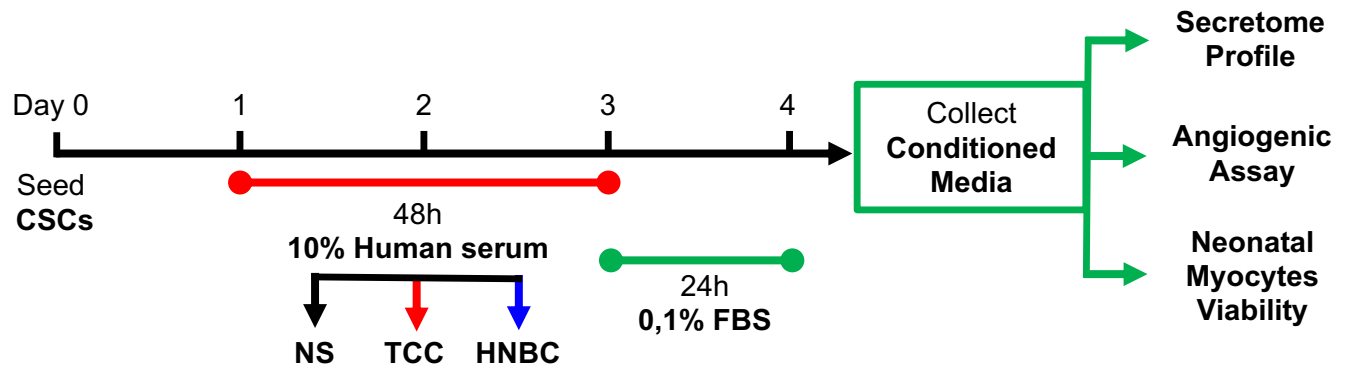 Day 0
1
2
3
4
Seed
CSCs
48h
10% Human serum
NS
TCC
HNBC
24h
0,1% FBS
Collect
Conditioned
Media
Secretome
Profile
Angiogenic
Assay
Neonatal
Myocytes
Viability